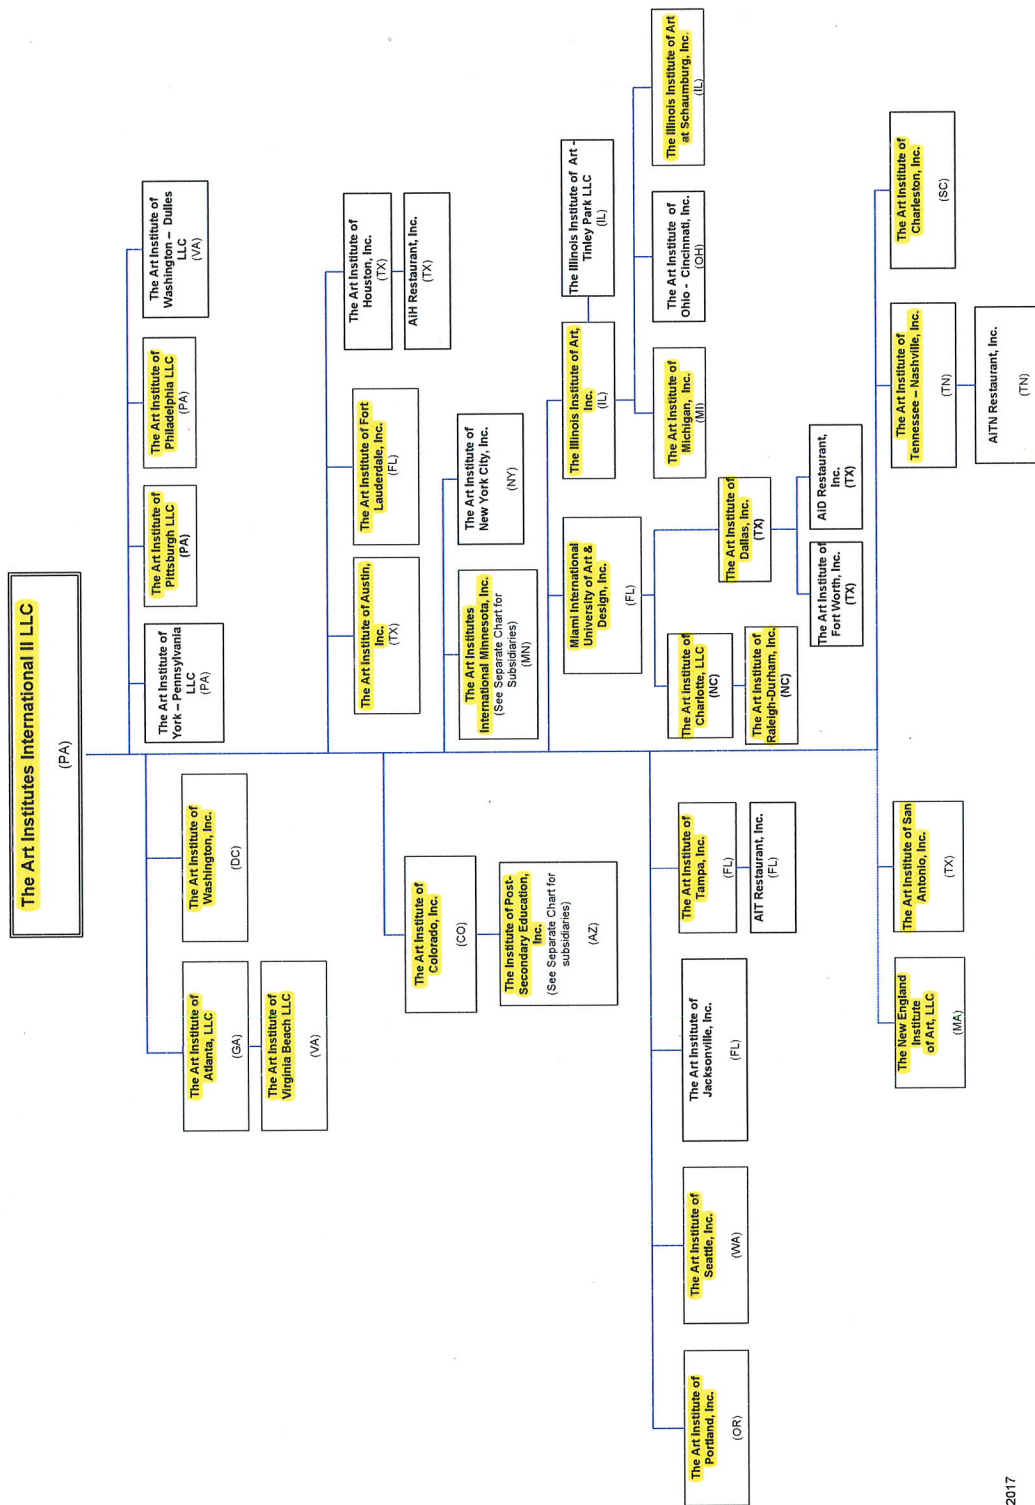 The Art Institutes International II LLC
(PA)
The Art Institute of
Atlanta, LLC
(GA)
The Art Institute of
Virginia Beach LLC
(VA)
The Art Institute of
Washington, Inc.
(DC)
The Art Institute of
York – Pennsylvania
LLC
(PA)
The Art Institute of
Pittsburgh LLC
(PA)
The Art Institute of
Philadelphia LLC
(PA)
The Art Institute of
Washington – Dulles
LLC
(VA)
The Art Institute of Austin,
Inc.
(TX)
The Art Institute of Fort
Lauderdale, Inc.
(FL)
The Art Institute of
Houston, Inc.
(TX)
AiH Restaurant, Inc.
(TX)
The Art Institute of
Colorado, Inc.
(CO)
The Institute of Post-
Secondary Education,
Inc.
(See Separate Chart for
subsidiaries)
(AZ)
The Art Institutes
International Minnesota, Inc.
(See Separate Chart for
Subsidiaries)
(MN)
The Art Institute of
New York City, Inc.
(NY)
Miami International
University of Art &
Design, Inc.
(FL)
The Illinois Institute of Art,
Inc.
(IL)
The Illinois Institute of Art -
Tinley Park LLC
(IL)
The Art Institute of
Michigan, Inc.
(MI)
The Art Institute of
Ohio - Cincinnati, Inc.
(OH)
The Illinois Institute of Art
at Schaumburg, Inc.
(IL)
The Art Institute of
Charlotte, LLC
(NC)
The Art Institute of
Raleigh-Durham, Inc.
(NC)
The Art Institute of
Dallas, Inc.
(TX)
The Art Institute of
Fort Worth, Inc.
(TX)
AiD Restaurant,
Inc.
(TX)
The Art Institute of
Portland, Inc.
(OR)
The Art Institute of
Seattle, Inc.
(WA)
The Art Institute of
Jacksonville, Inc.
(FL)
The Art Institute of
Tampa, Inc.
(FL)
AIT Restaurant, Inc.
(FL)
The New England
Institute
of Art, LLC
(MA)
The Art Institute of San
Antonio, Inc.
(TX)
The Art Institute of
Tennessee – Nashville, Inc.
(TN)
AiTN Restaurant, Inc.
(TN)
The Art Institute of
Charleston, Inc.
(SC)
2017